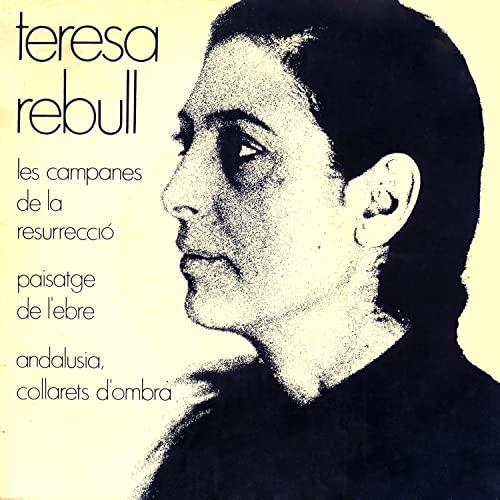 teresa
rebull
les campanes
de la
resurrecció
paisatge
de l'ebre
andalusia,
collarets d'ombra